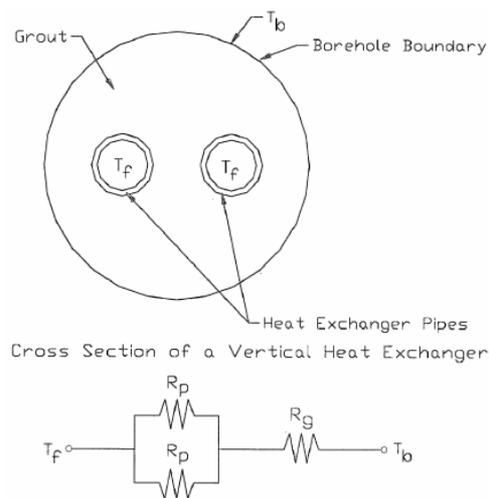 T_b
Grout
Borehole Boundary
T_f T_f
Heat Exchanger Pipes
Cross Section of a Vertical Heat Exchanger
R_p
R_g
T_f T_b
R_p